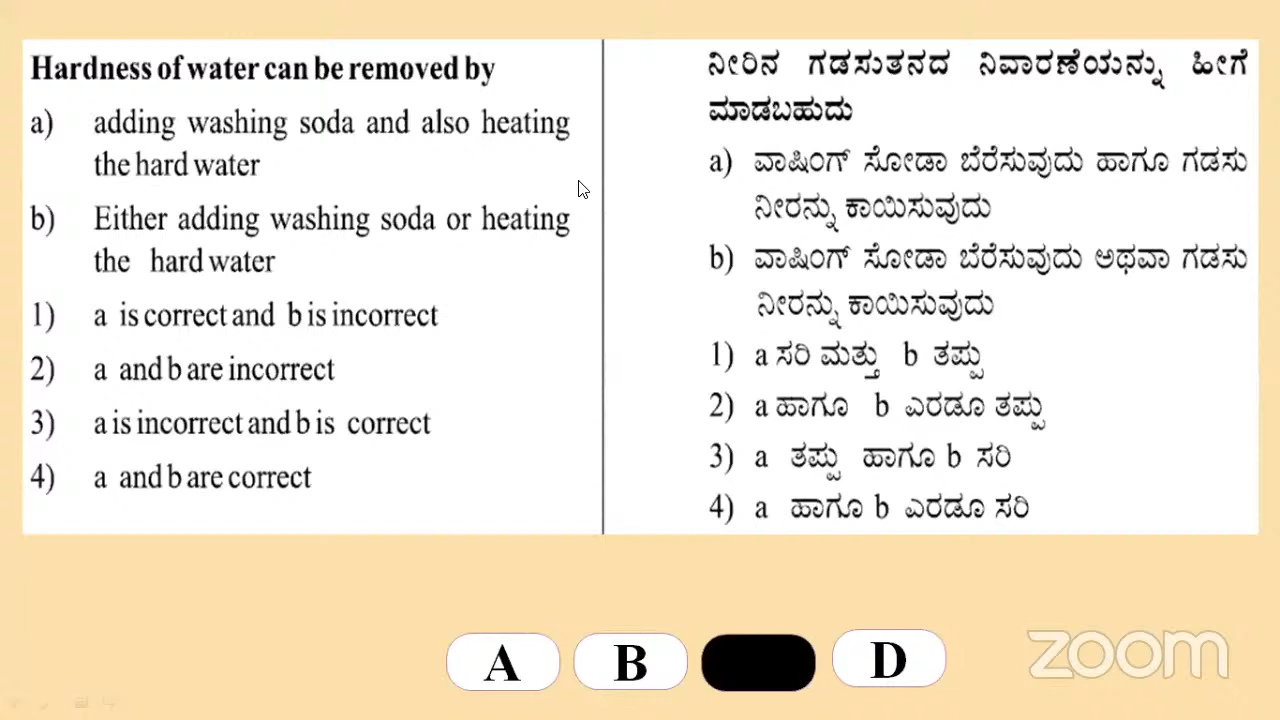 Hardness of water can be removed by
a) adding washing soda and also heating
the hard water
b) Either adding washing soda or heating
the hard water
1) a is correct and b is incorrect
2) a and b are incorrect
3) a is incorrect and b is correct
4) a and b are correct
ನೀರಿನ ಗಡಸುತನದ ನಿವಾರಣೆಯನ್ನು ಹೀಗೆ
ಮಾಡಬಹುದು
a) ವಾಷಿಂಗ್ ಸೋಡಾ ಬೆರೆಸುವುದು ಹಾಗೂ ಗಡಸು
ನೀರನ್ನು ಕಾಯಿಸುವುದು
b) ವಾಷಿಂಗ್ ಸೋಡಾ ಬೆರೆಸುವುದು ಅಥವಾ ಗಡಸು
ನೀರನ್ನು ಕಾಯಿಸುವುದು
1) a ಸರಿ ಮತ್ತು b ತಪ್ಪು
2) a ಹಾಗೂ b ಎರಡೂ ತಪ್ಪು
3) a ತಪ್ಪು ಹಾಗೂ b ಸರಿ
4) a ಹಾಗೂ b ಎರಡೂ ಸರಿ
A B D
zoom